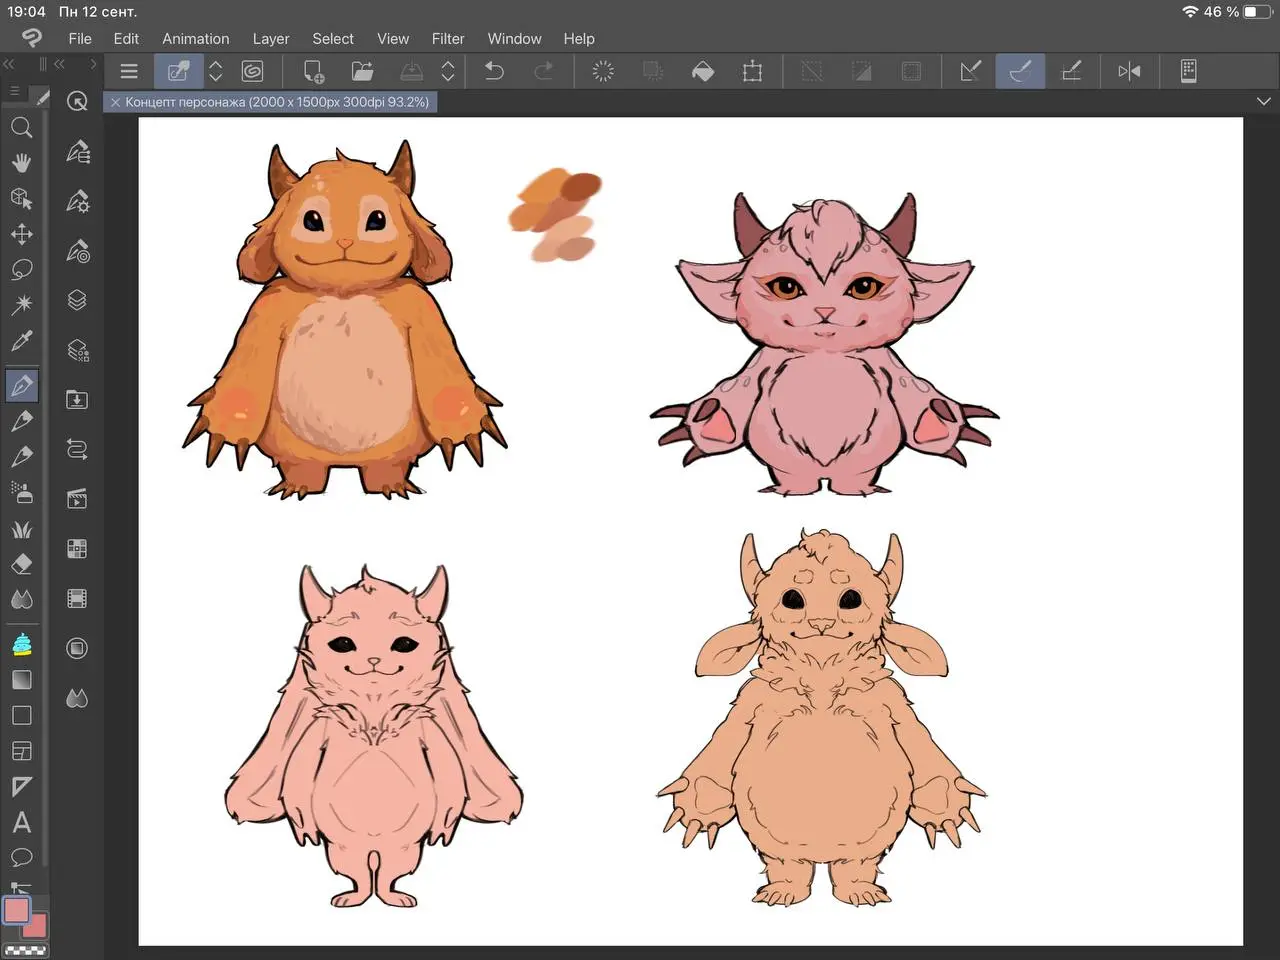 19:04 Пн 12 сент. 46 %
File Edit Animation Layer Select View Filter Window Help
Концепт персонажа (2000 x 1500px 300dpi 93.2%)
A